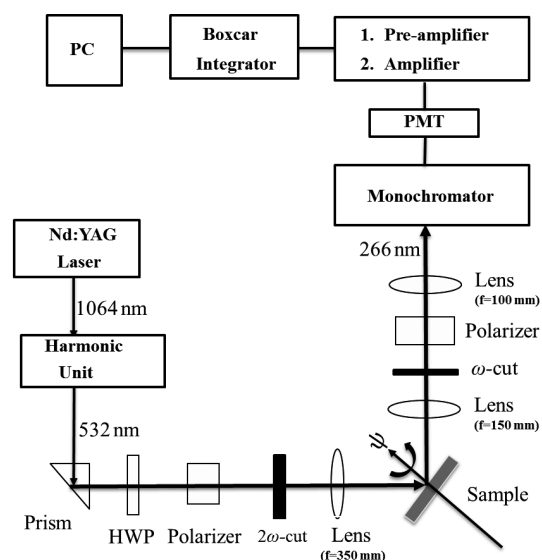 PC
Boxcar
Integrator
1. Pre-amplifier
2. Amplifier
PMT
Monochromator
266 nm
Nd:YAG
Laser
1064 nm
Harmonic
Unit
532 nm
Lens
(f=100 mm)
Polarizer
ω-cut
Lens
(f=150 mm)
ψ
Sample
Prism
HWP
Polarizer
2ω-cut
Lens
(f=350 mm)